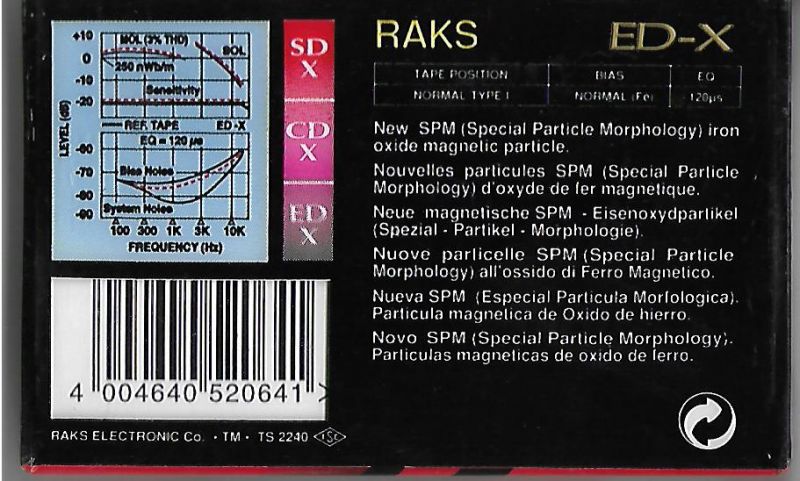 +10
0
-10
-20
MOL (3% THD)
SOL
250 nWb/m
Sensitivity
REF. TAPE
ED-X
EQ = 120 µs
LEVEL (dB)
-60
-70
-80
-90
Bias Noies
System Noies
100 300 1K 3K 10K
FREQUENCY (Hz)
SD
X
CD
X
ED
X
RAKS ED-X
TAPE POSITION BIAS EQ
NORMAL TYPE I NORMAL (Fe) 120µs
New SPM (Special Particle Morphology) iron
oxide magnetic particle.
Nouvelles particules SPM (Special Particle
Morphology) d'oxyde de fer magnetique.
Neue magnetische SPM - Eisenoxydpartikel
(Spezial - Partikel - Morphologie).
Nuove particelle SPM (Special Particle
Morphology) all'ossido di Ferro Magnetico.
Nueva SPM (Especial Particula Morfologica).
Particula magnetica de Oxido de hierro.
Novo SPM (Special Particle Morphology).
Particulas magneticas de oxido de ferro.
4 004640 520641 >
RAKS ELECTRONIC Co. · TM · TS 2240